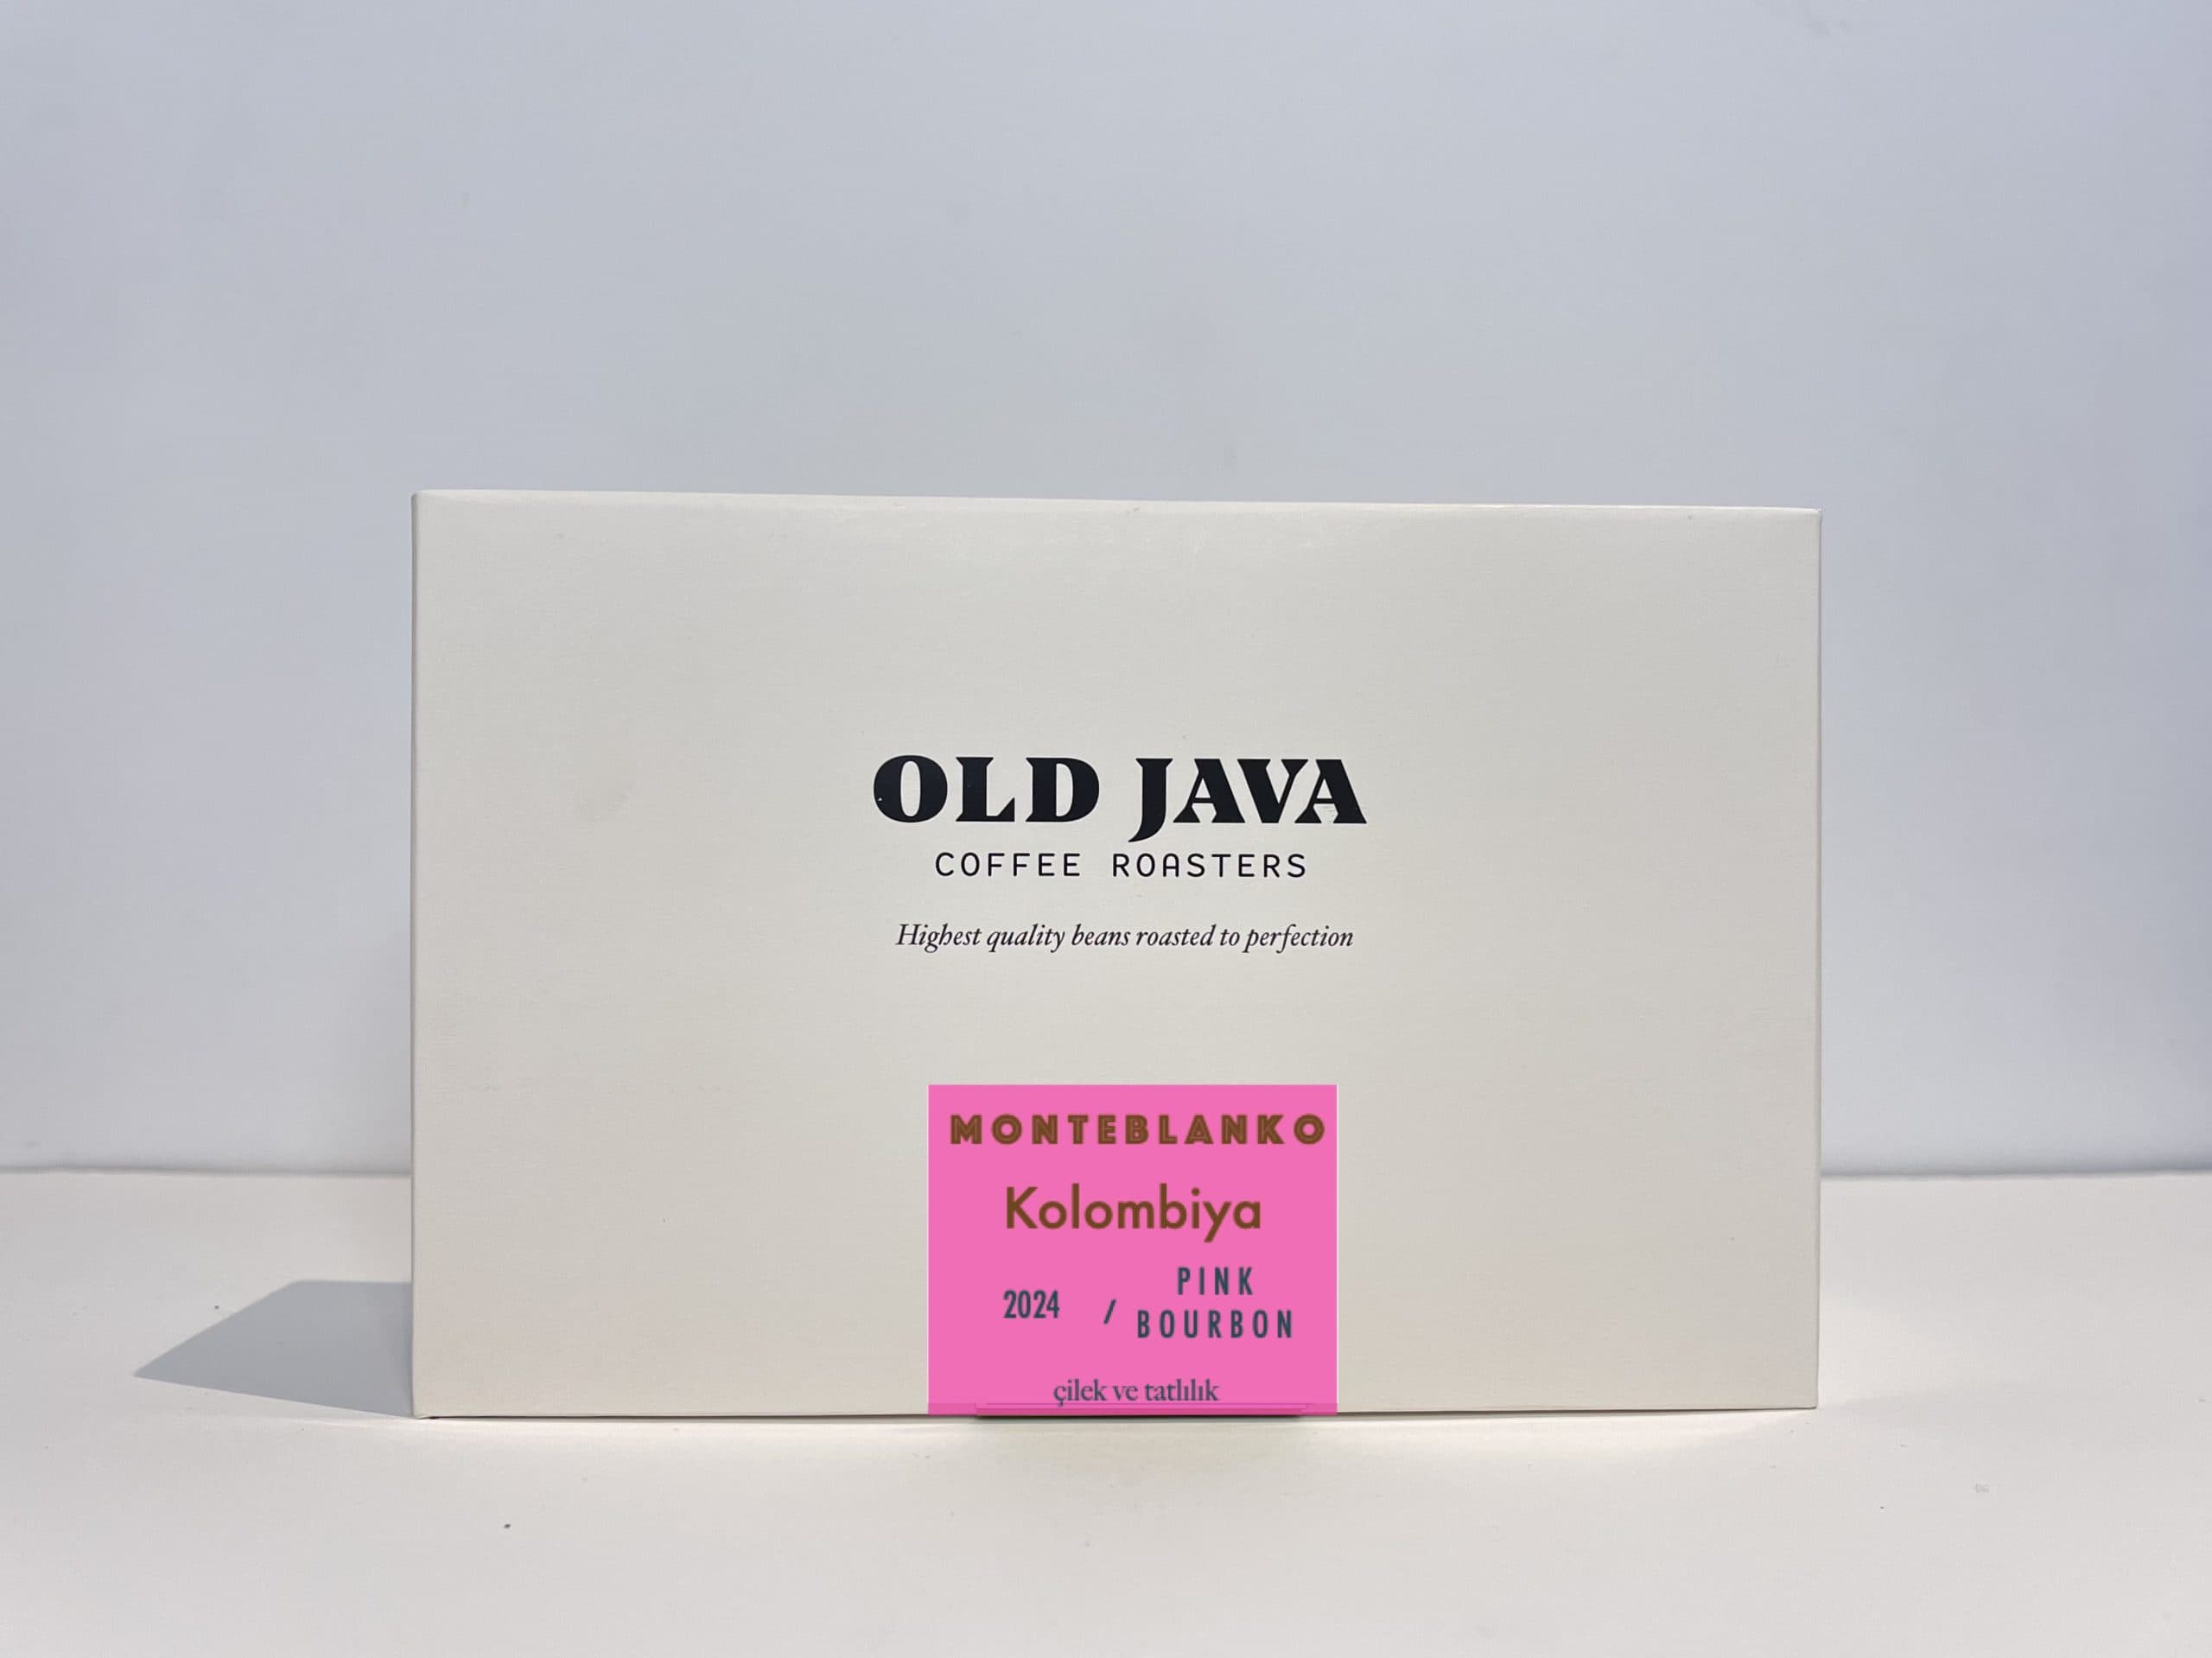 OLD JAVA
COFFEE ROASTERS
Highest quality beans roasted to perfection
MONTEBLANKO
Kolombiya
2024 / PINK BOURBON
çilek ve tatlılık